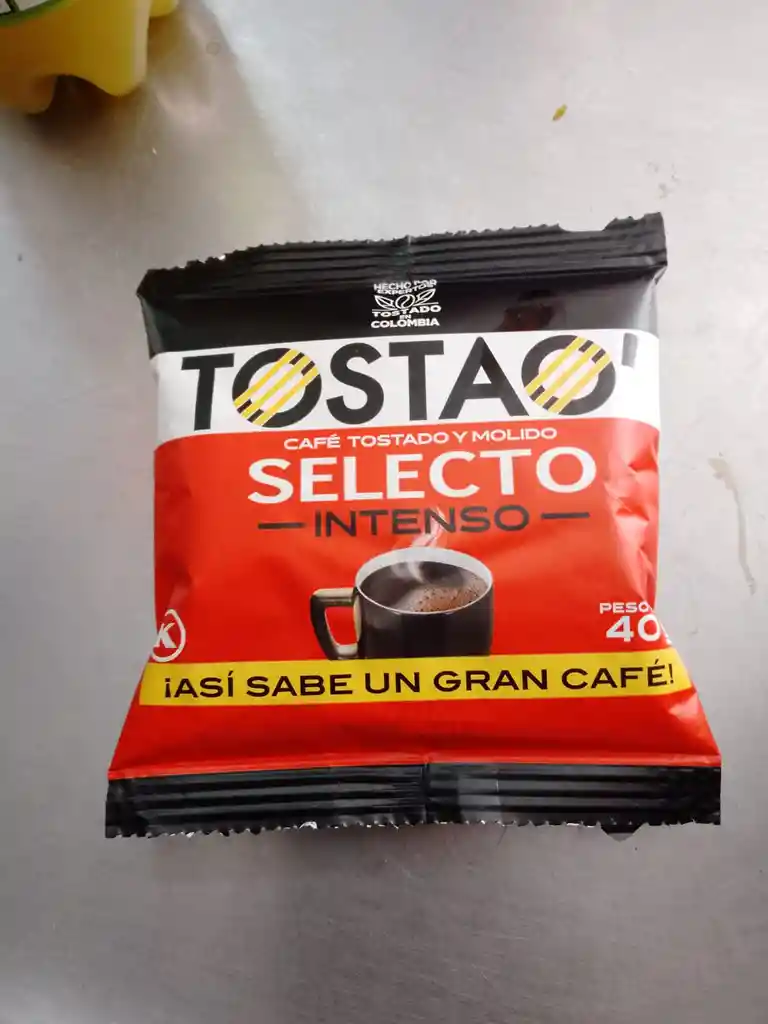 HECHO POR
EXPERTOS
TOSTADO
EN
COLOMBIA
TOSTAO'
CAFÉ TOSTADO Y MOLIDO
SELECTO
INTENSO
PESO
40
K
¡ASÍ SABE UN GRAN CAFÉ!